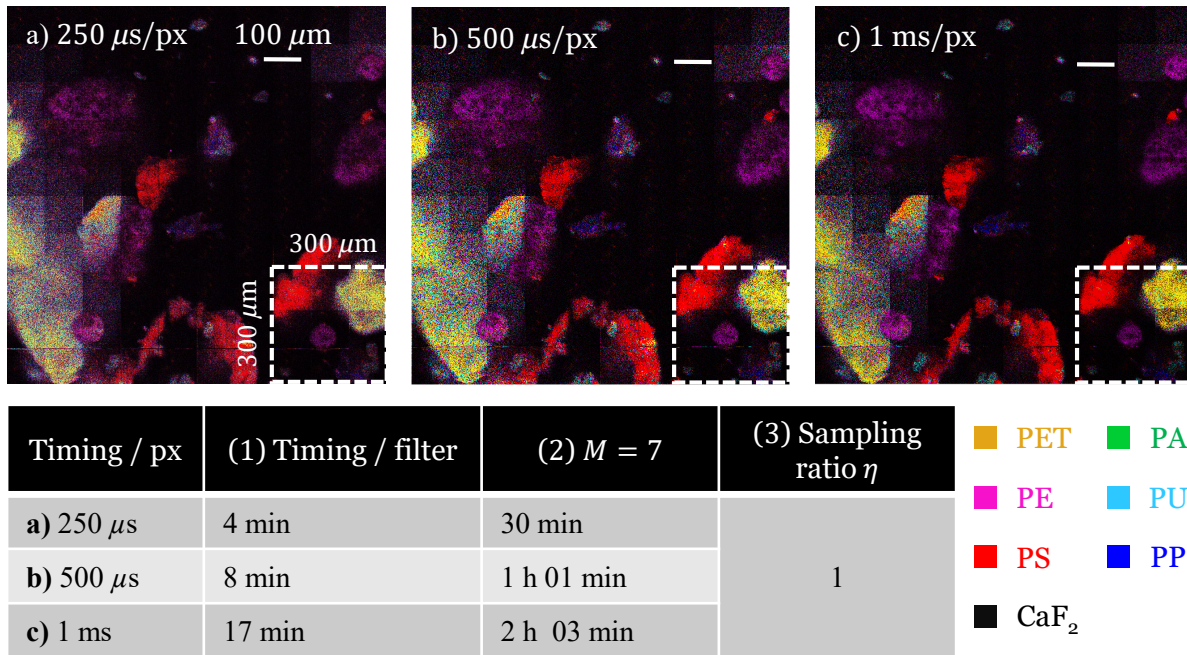 a) 250 μs/px
100 μm
b) 500 μs/px
c) 1 ms/px
300 μm
300 μm
Timing / px
(1) Timing / filter
(2) M = 7
(3) Sampling
ratio η
a) 250 μs
4 min
30 min
b) 500 μs
8 min
1 h 01 min
1
c) 1 ms
17 min
2 h 03 min
PET
PA
PE
PU
PS
PP
CaF₂